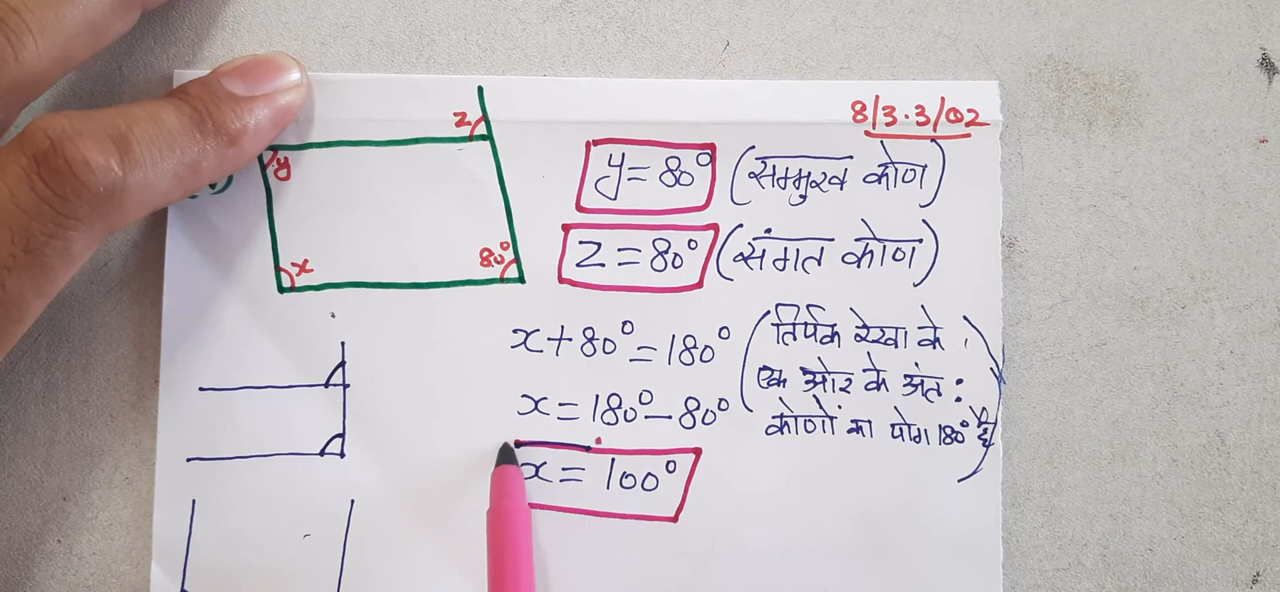 8/3.3/02
z
y
x
80°
y=80° (सम्मुख कोण)
z=80° (संगत कोण)
x+80°=180° (तिर्यक रेखा के
एक ओर के अंत:
कोणों का योग 180° है)
x=180°-80°
x=100°